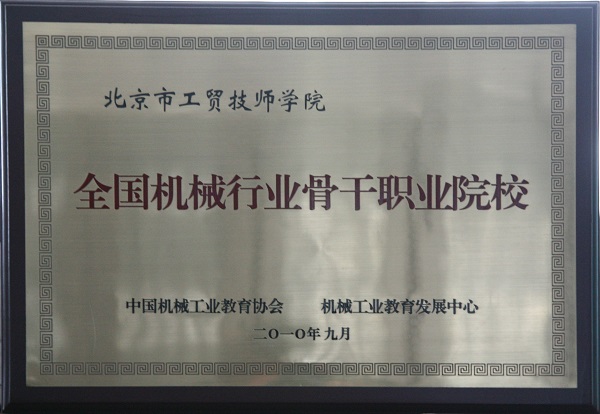 北京市工贸技师学院
全国机械行业骨干职业院校
中国机械工业教育协会 机械工业教育发展中心
二〇一〇年九月